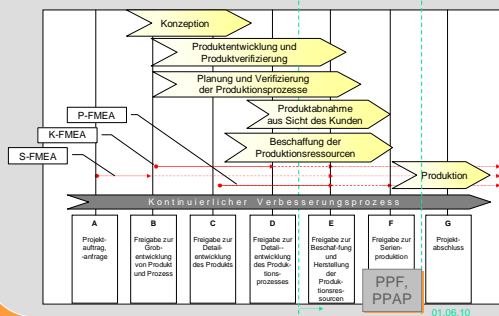 Konzeption
Produktentwicklung und
Produktverifizierung
Planung und Verifizierung
der Produktionsprozesse
P-FMEA
Produktabnahme
aus Sicht des Kunden
K-FMEA
Beschaffung der
Produktionsressourcen
S-FMEA
Produktion
Kontinuierlicher Verbesserungsprozess
A
Projekt-
auftrag,
-anfrage
B
Freigabe zur
Grob-
entwicklung
von Produkt
und Prozess
C
Freigabe zur
Detail-
entwicklung
des Produkts
D
Freigabe zur
Detail--
entwicklung
des Produk-
tions-
prozesses
E
Freigabe zur
Beschaf-fung
und
Herstellung
der
Produk-
tionsres-
sourcen
F
Freigabe zur
Serien-
produktion
G
Projekt-
abschluss
PPF,
PPAP
01.06.10